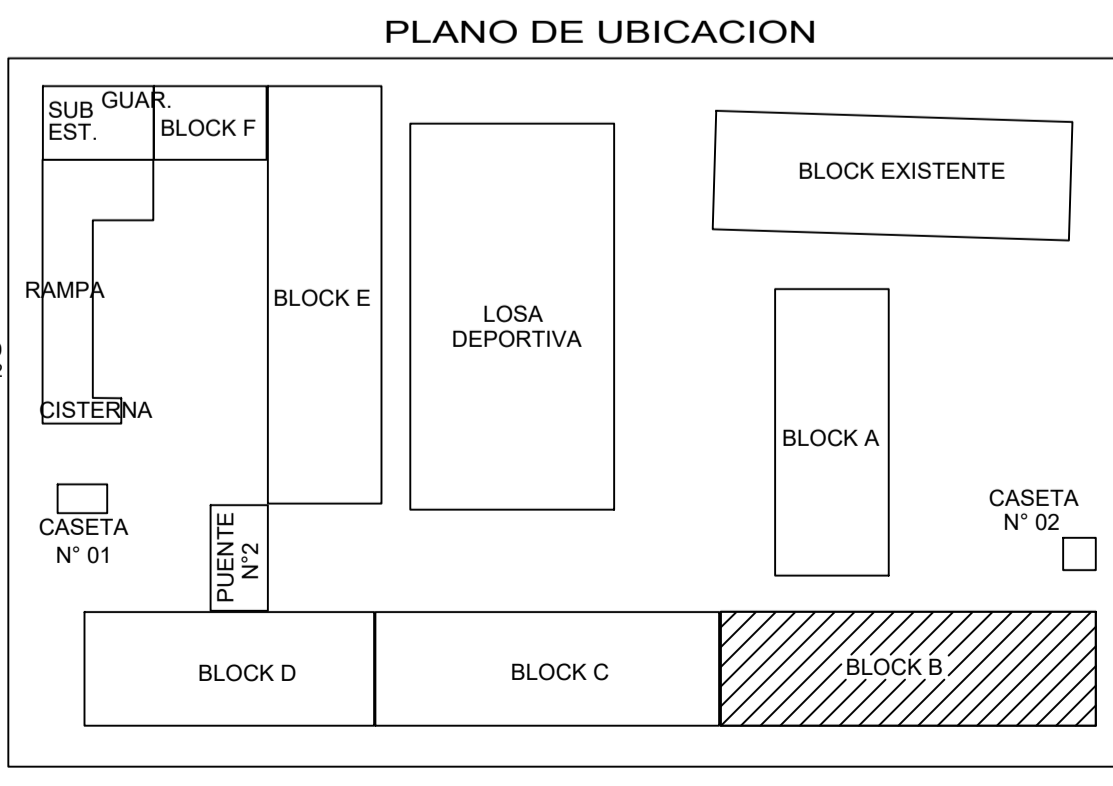 PLANO DE UBICACION
SUB
EST.
GUAR.
BLOCK F
BLOCK EXISTENTE
RAMPA
BLOCK E
LOSA
DEPORTIVA
CISTERNA
BLOCK A
CASETA
N° 01
PUENTE
N°2
CASETA
N° 02
BLOCK D
BLOCK C
BLOCK B